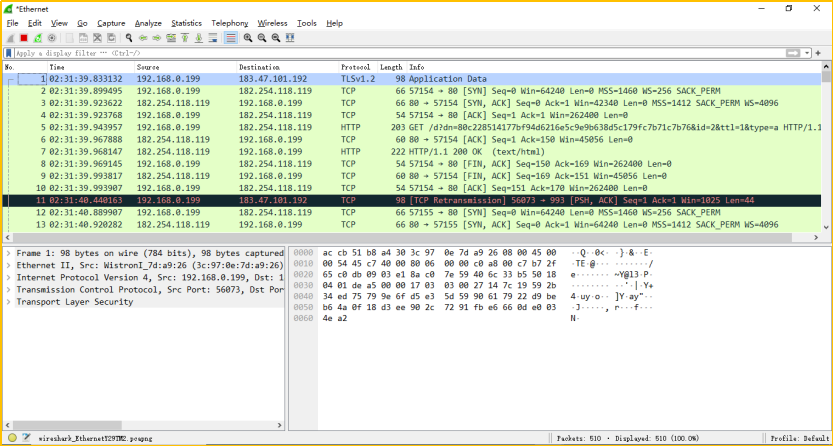 *Ethernet
File Edit View Go Capture Analyze Statistics Telephony Wireless Tools Help
Apply a display filter ⋯ <Ctrl-/>
No. Time Source Destination Protocol Length Info
1 02:31:39.833132 192.168.0.199 183.47.101.192 TLSv1.2 98 Application Data
2 02:31:39.899495 192.168.0.199 182.254.118.119 TCP 66 57154 → 80 [SYN] Seq=0 Win=64240 Len=0 MSS=1460 WS=256 SACK_PERM
3 02:31:39.923622 182.254.118.119 192.168.0.199 TCP 66 80 → 57154 [SYN, ACK] Seq=0 Ack=1 Win=42340 Len=0 MSS=1412 SACK_PERM WS=4096
4 02:31:39.923768 192.168.0.199 182.254.118.119 TCP 54 57154 → 80 [ACK] Seq=1 Ack=1 Win=262400 Len=0
5 02:31:39.943957 192.168.0.199 182.254.118.119 HTTP 203 GET /d?dn=80c228514177bf94d6216e5c9e9b638d5c179fc7b71c7b76&id=2&ttl=1&type=a HTTP/1.
6 02:31:39.967888 182.254.118.119 192.168.0.199 TCP 60 80 → 57154 [ACK] Seq=1 Ack=150 Win=45056 Len=0
7 02:31:39.968147 182.254.118.119 192.168.0.199 HTTP 222 HTTP/1.1 200 OK (text/html)
8 02:31:39.969145 192.168.0.199 182.254.118.119 TCP 54 57154 → 80 [FIN, ACK] Seq=150 Ack=169 Win=262400 Len=0
9 02:31:39.993817 182.254.118.119 192.168.0.199 TCP 60 80 → 57154 [FIN, ACK] Seq=169 Ack=151 Win=45056 Len=0
10 02:31:39.993907 192.168.0.199 182.254.118.119 TCP 54 57154 → 80 [ACK] Seq=151 Ack=170 Win=262400 Len=0
11 02:31:40.440163 192.168.0.199 183.47.101.192 TCP 98 [TCP Retransmission] 56073 → 993 [PSH, ACK] Seq=1 Ack=1 Win=1025 Len=44
12 02:31:40.889907 192.168.0.199 182.254.118.119 TCP 66 57155 → 80 [SYN] Seq=0 Win=64240 Len=0 MSS=1460 WS=256 SACK_PERM
13 02:31:40.920282 182.254.118.119 192.168.0.199 TCP 66 80 → 57155 [SYN, ACK] Seq=0 Ack=1 Win=42340 Len=0 MSS=1412 SACK_PERM WS=4096
Frame 1: 98 bytes on wire (784 bits), 98 bytes captured
Ethernet II, Src: WistronI_7d:a9:26 (3c:97:0e:7d:a9:26)
Internet Protocol Version 4, Src: 192.168.0.199, Dst: 1
Transmission Control Protocol, Src Port: 56073, Dst Por
Transport Layer Security
0000 ac cb 51 b8 a4 30 3c 97 0e 7d a9 26 08 00 45 00 ··Q··0<· ·}·&··E·
0010 00 54 45 c7 40 00 80 06 00 00 c0 a8 00 c7 b7 2f ·TE·@··· ·······/
0020 65 c0 db 09 03 e1 8a c0 7e 59 40 6c 33 b5 50 18 e······· ~Y@l3·P·
0030 04 01 de a5 00 00 17 03 03 00 27 14 7c 19 59 2b ········ ··'·|·Y+
0040 34 ed 75 79 9e 6f d5 e3 5d 59 90 61 79 22 d9 be 4·uy·o·· ]Y·ay"··
0050 b6 4a 0f 18 d3 ee 90 2c 72 91 fb e6 66 0d e0 03 ·J·····, r···f···
0060 4e a2 N·
wireshark_EthernetY29TM2.pcapng Packets: 510 · Displayed: 510 (100.0%) Profile: Default